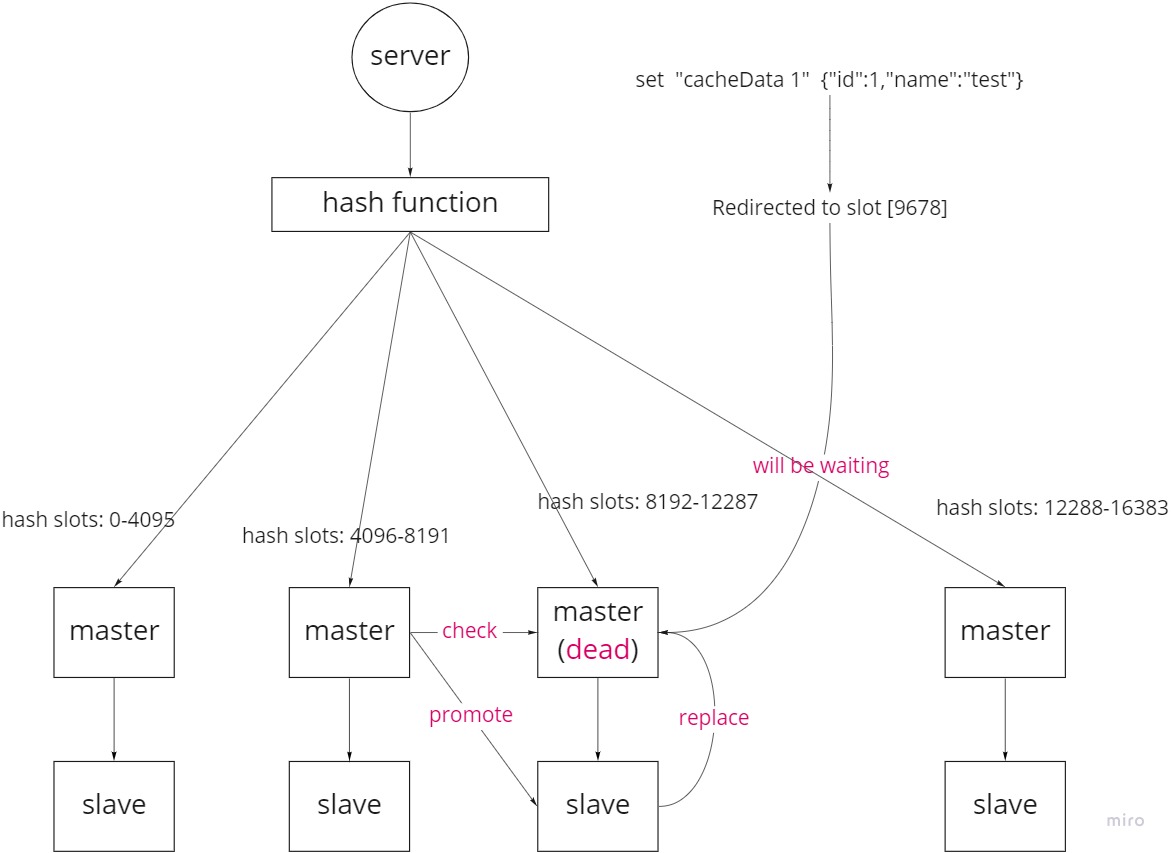 server
set "cacheData 1" {"id":1,"name":"test"}
hash function
Redirected to slot [9678]
will be waiting
hash slots: 0-4095
hash slots: 4096-8191
hash slots: 8192-12287
hash slots: 12288-16383
master
master
check
master
(dead)
master
promote
replace
slave
slave
slave
slave
miro